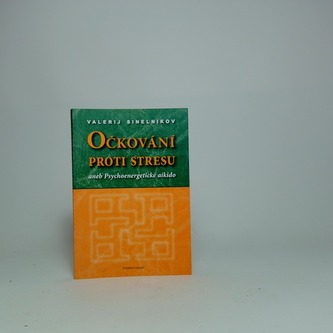 VALERIJ SINELNIKOV
OČKOVÁNÍ
PROTI STRESU
aneb Psychoenergetické aikido